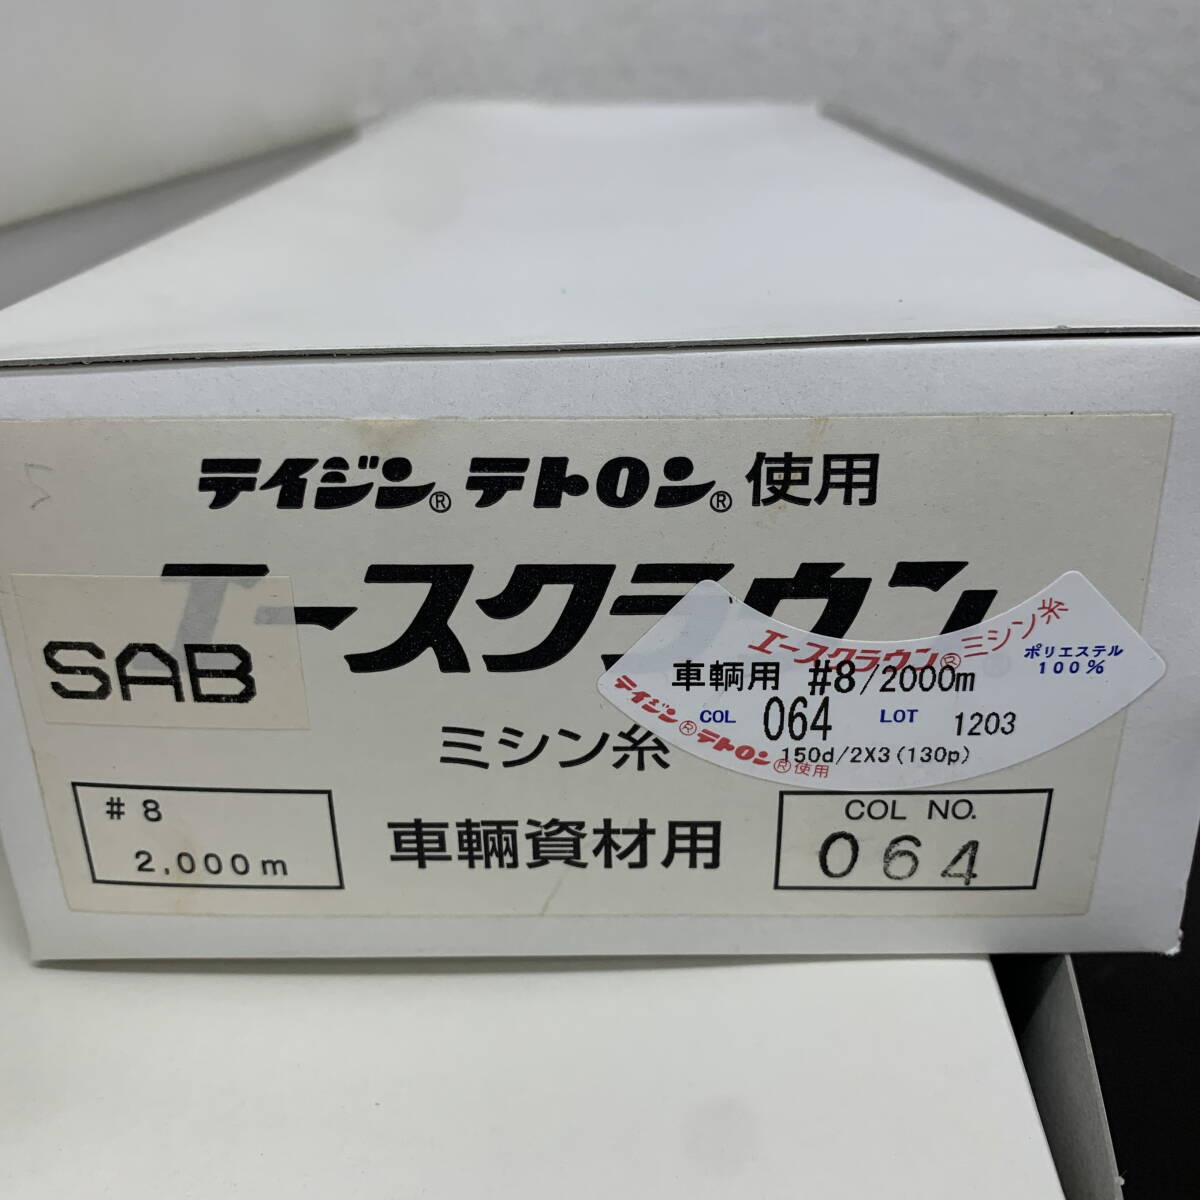 テイジン® テトロン® 使用
エースクラウン
SAB
ミシン糸
# 8
2,000m
車輌資材用
COL NO.
064
エースクラウン®ミシン糸
ポリエステル
100%
車輌用 #8/2000m
COL 064 LOT 1203
150d/2X3(130p)
テイジン®テトロン®使用